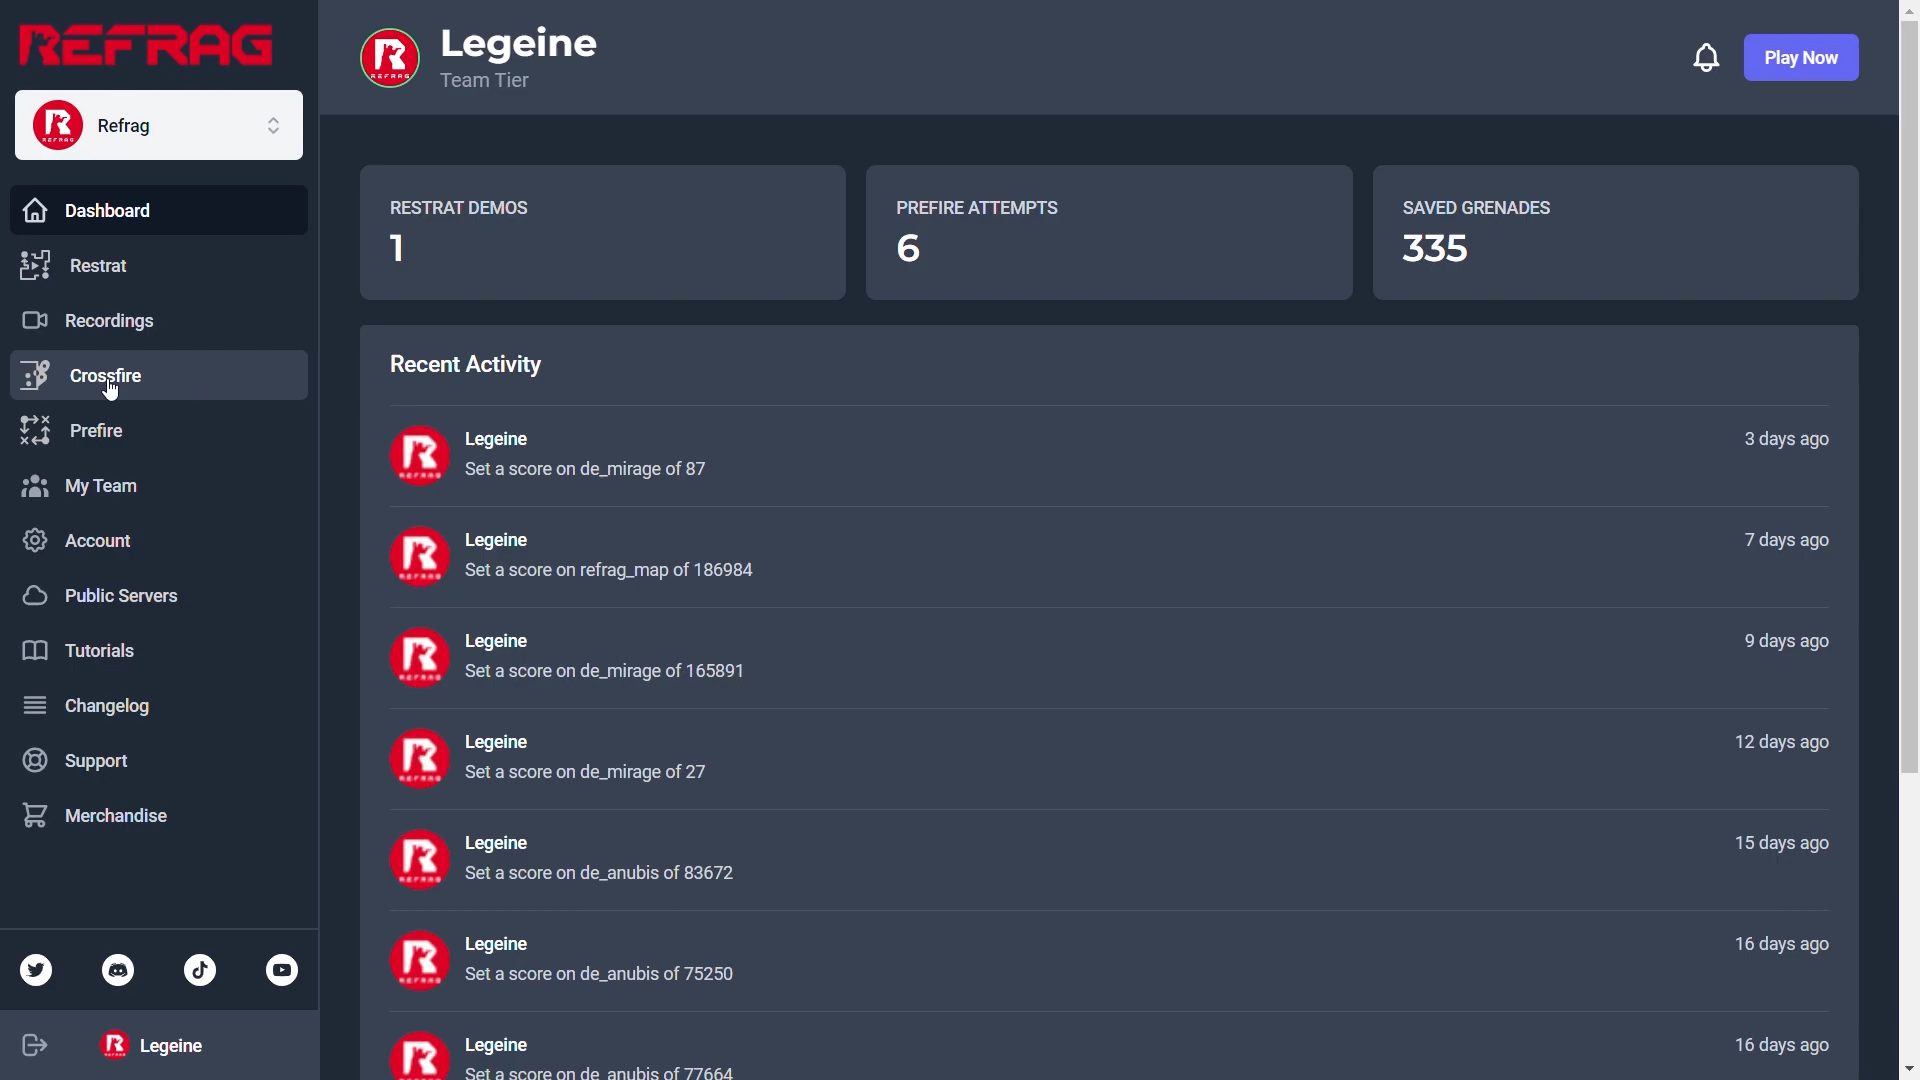 REFRAG
Refrag
Dashboard
Restrat
Recordings
Crossfire
Prefire
My Team
Account
Public Servers
Tutorials
Changelog
Support
Merchandise
Legeine
REFRAG
Legeine
Team Tier
Play Now
RESTRAT DEMOS
1
PREFIRE ATTEMPTS
6
SAVED GRENADES
335
Recent Activity
Legeine
3 days ago
Set a score on de_mirage of 87
Legeine
7 days ago
Set a score on refrag_map of 186984
Legeine
9 days ago
Set a score on de_mirage of 165891
Legeine
12 days ago
Set a score on de_mirage of 27
Legeine
15 days ago
Set a score on de_anubis of 83672
Legeine
16 days ago
Set a score on de_anubis of 75250
Legeine
16 days ago
Set a score on de_anubis of 77664